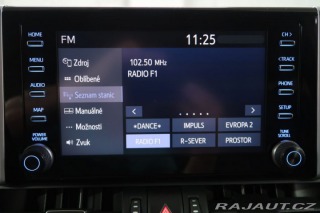 HOME
MENU
AUDIO
MAP
POWER
VOLUME
FM
11:25
Zdroj
Oblíbené
Seznam stanic
Manuálně
Možnosti
Zvuk
102.50 MHz
RADIO F1
+DANCE+
IMPULS
EVROPA 2
RADIO F1
R-SEVER
PROSTOR
CH
TRACK
PHONE
SETUP
TUNE
SCROLL
RAJAUT.CZ